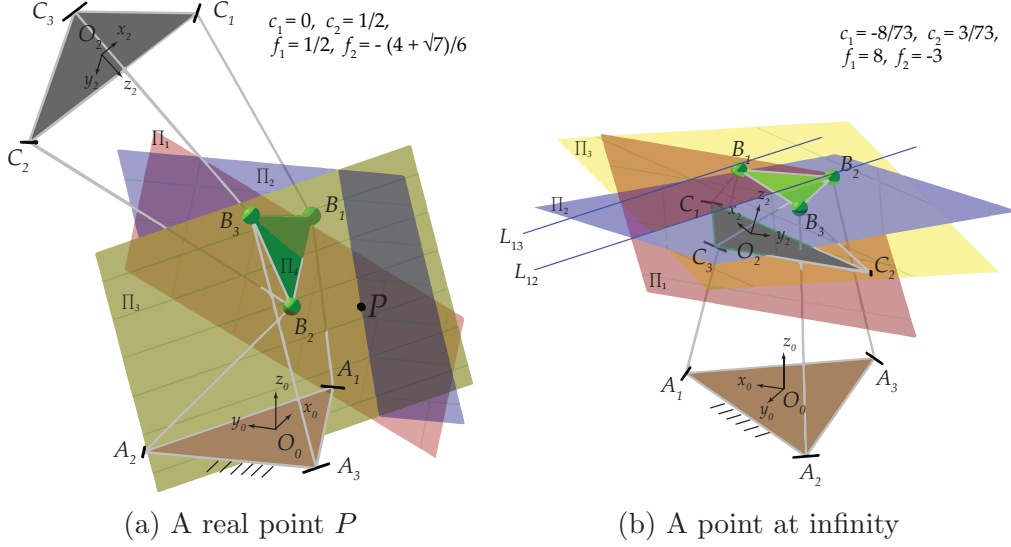 C₃
C₁
c₁= 0, c₂= 1/2,
f₁= 1/2, f₂= - (4 + √7)/6
O₂
x₂
y₂
z₂
C₂
Π₁
Π₂
B₃
B₁
Π₄
Π₃
B₂
P
A₁
z₀
x₀
y₀
O₀
A₂
A₃
(a) A real point P
c₁= -8/73, c₂= 3/73,
f₁= 8, f₂= -3
Π₃
B₁
B₂
Π₂
C₁
z₂
x₂
B₃
y₂
L₁₃
C₃
O₂
C₂
L₁₂
Π₁
z₀
A₁
x₀
A₃
y₀
O₀
A₂
(b) A point at infinity